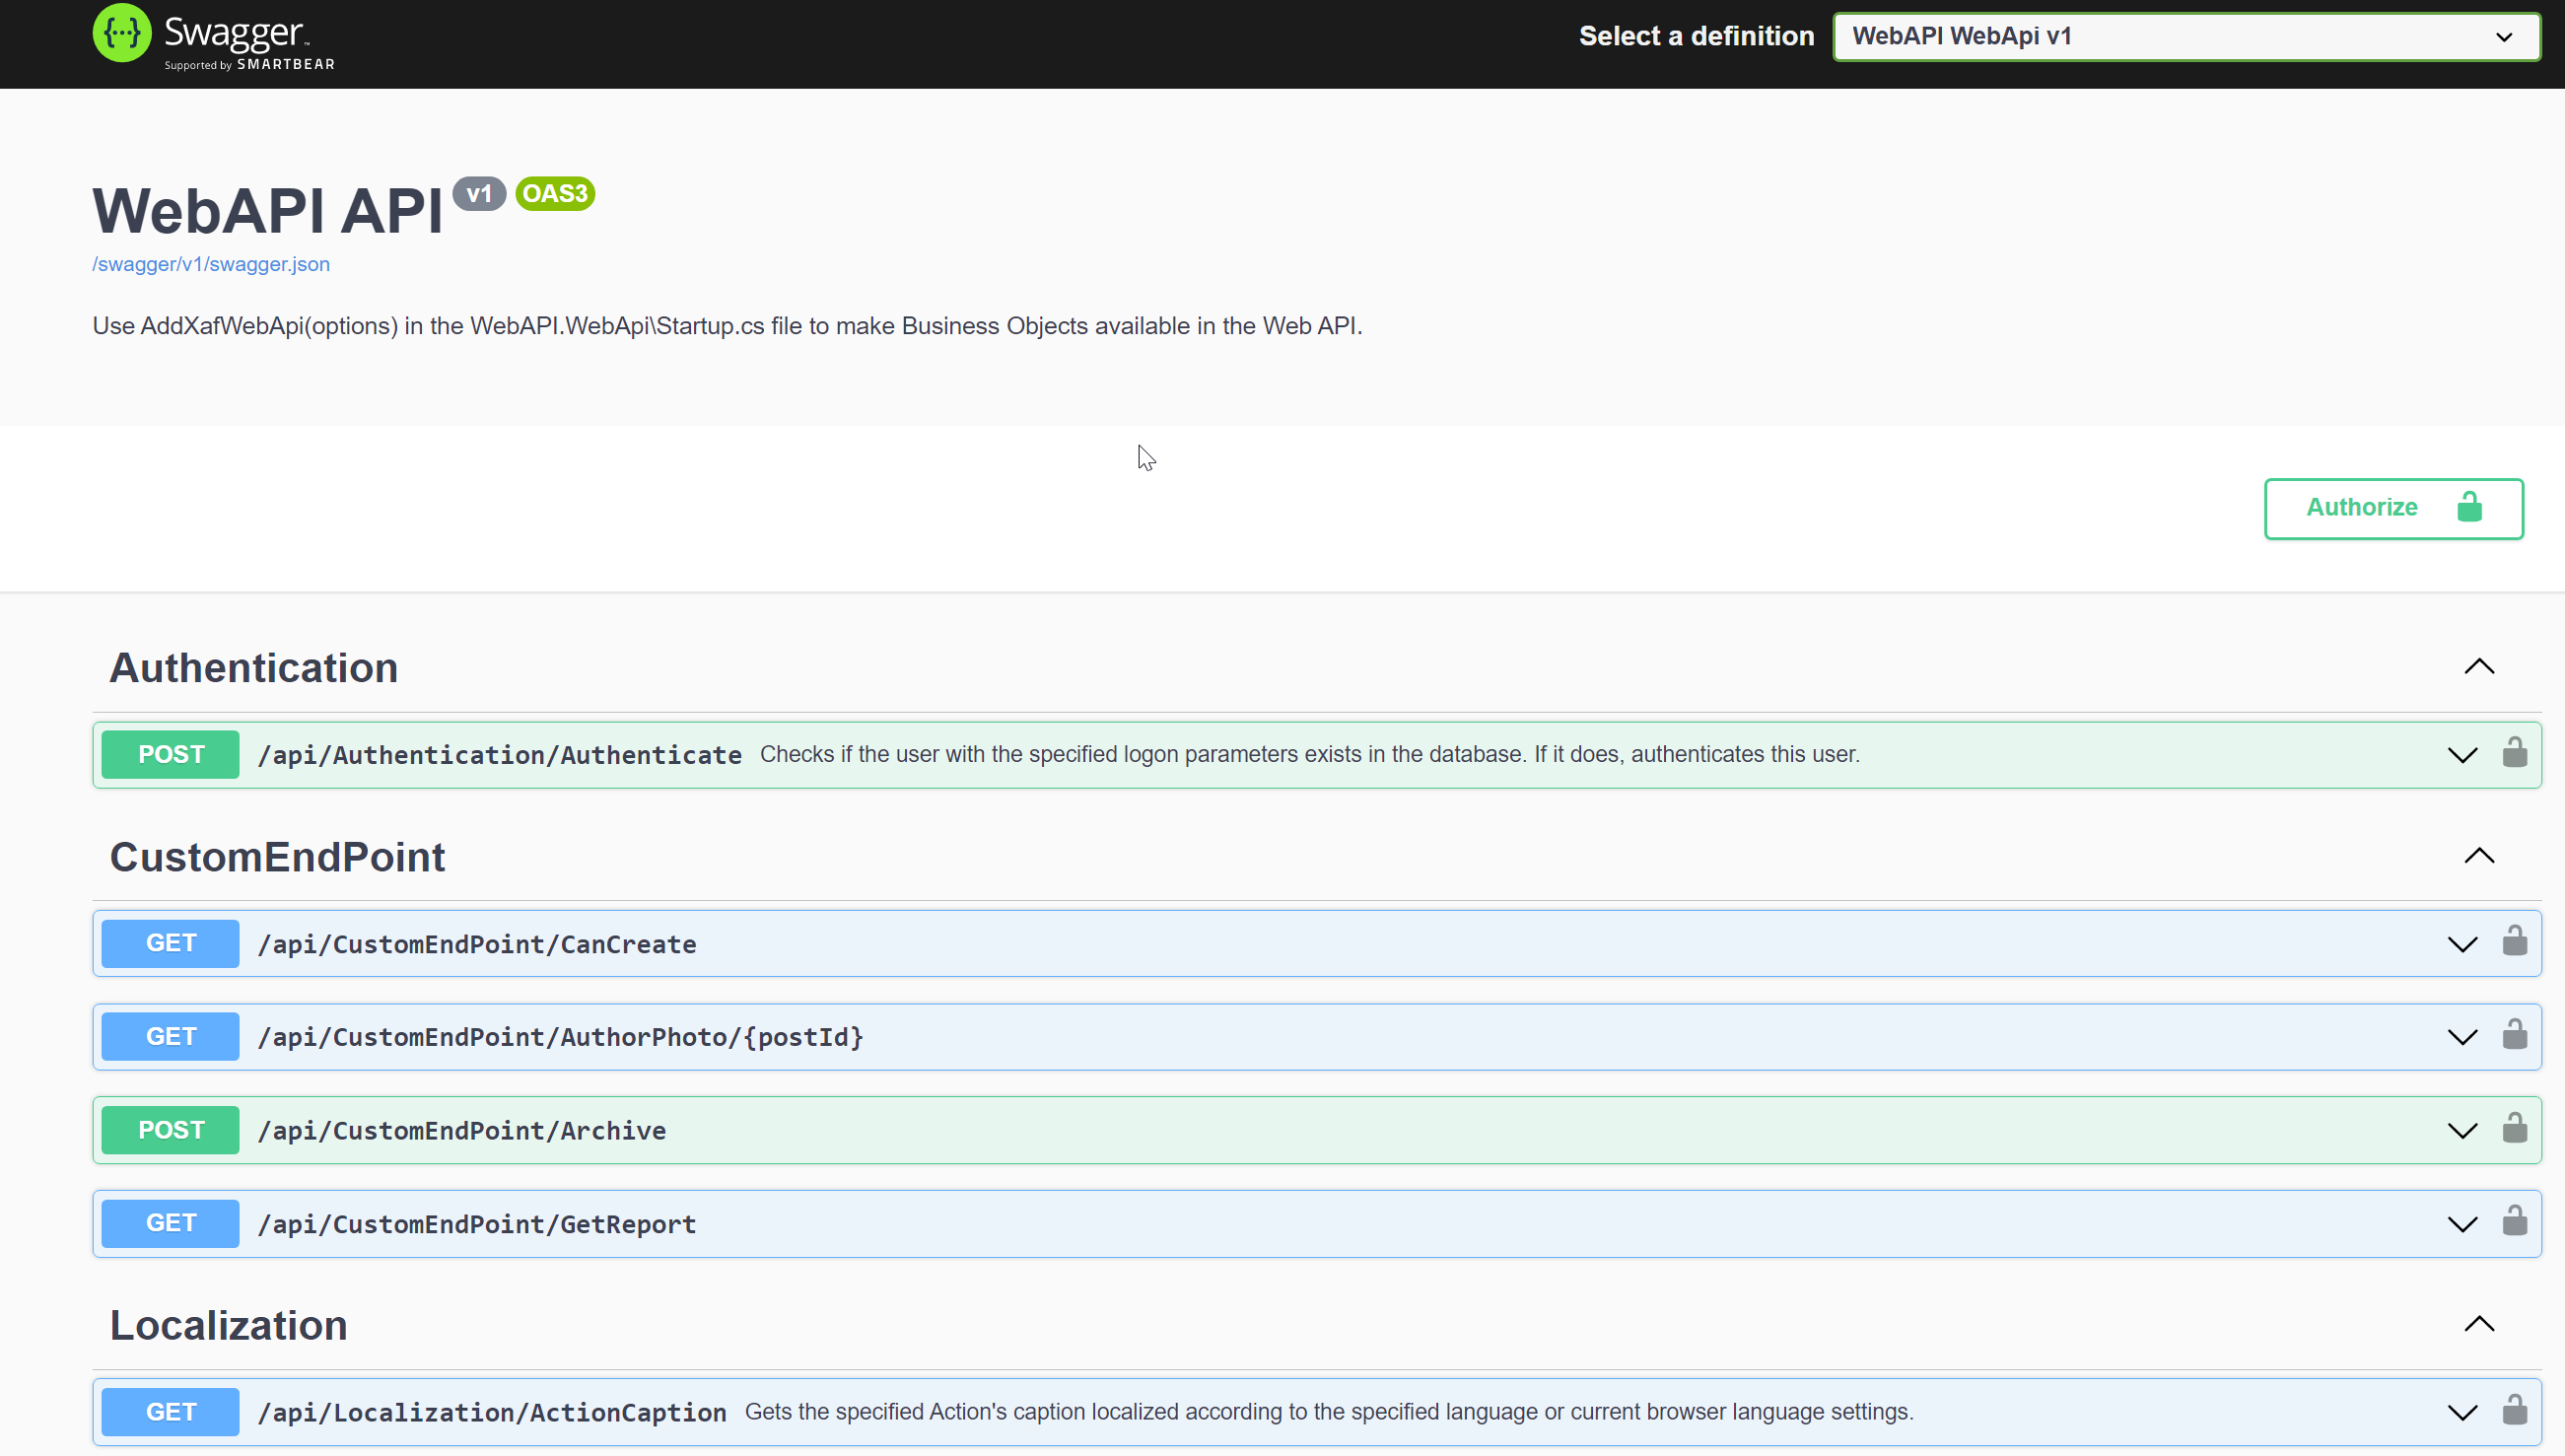 Swagger™
Supported by SMARTBEAR
Select a definition
WebAPI WebApi v1
WebAPI API v1 OAS3
/swagger/v1/swagger.json
Use AddXafWebApi(options) in the WebAPI.WebApi\Startup.cs file to make Business Objects available in the Web API.
Authorize
Authentication
POST /api/Authentication/Authenticate Checks if the user with the specified logon parameters exists in the database. If it does, authenticates this user.
CustomEndPoint
GET /api/CustomEndPoint/CanCreate
GET /api/CustomEndPoint/AuthorPhoto/{postId}
POST /api/CustomEndPoint/Archive
GET /api/CustomEndPoint/GetReport
Localization
GET /api/Localization/ActionCaption Gets the specified Action's caption localized according to the specified language or current browser language settings.